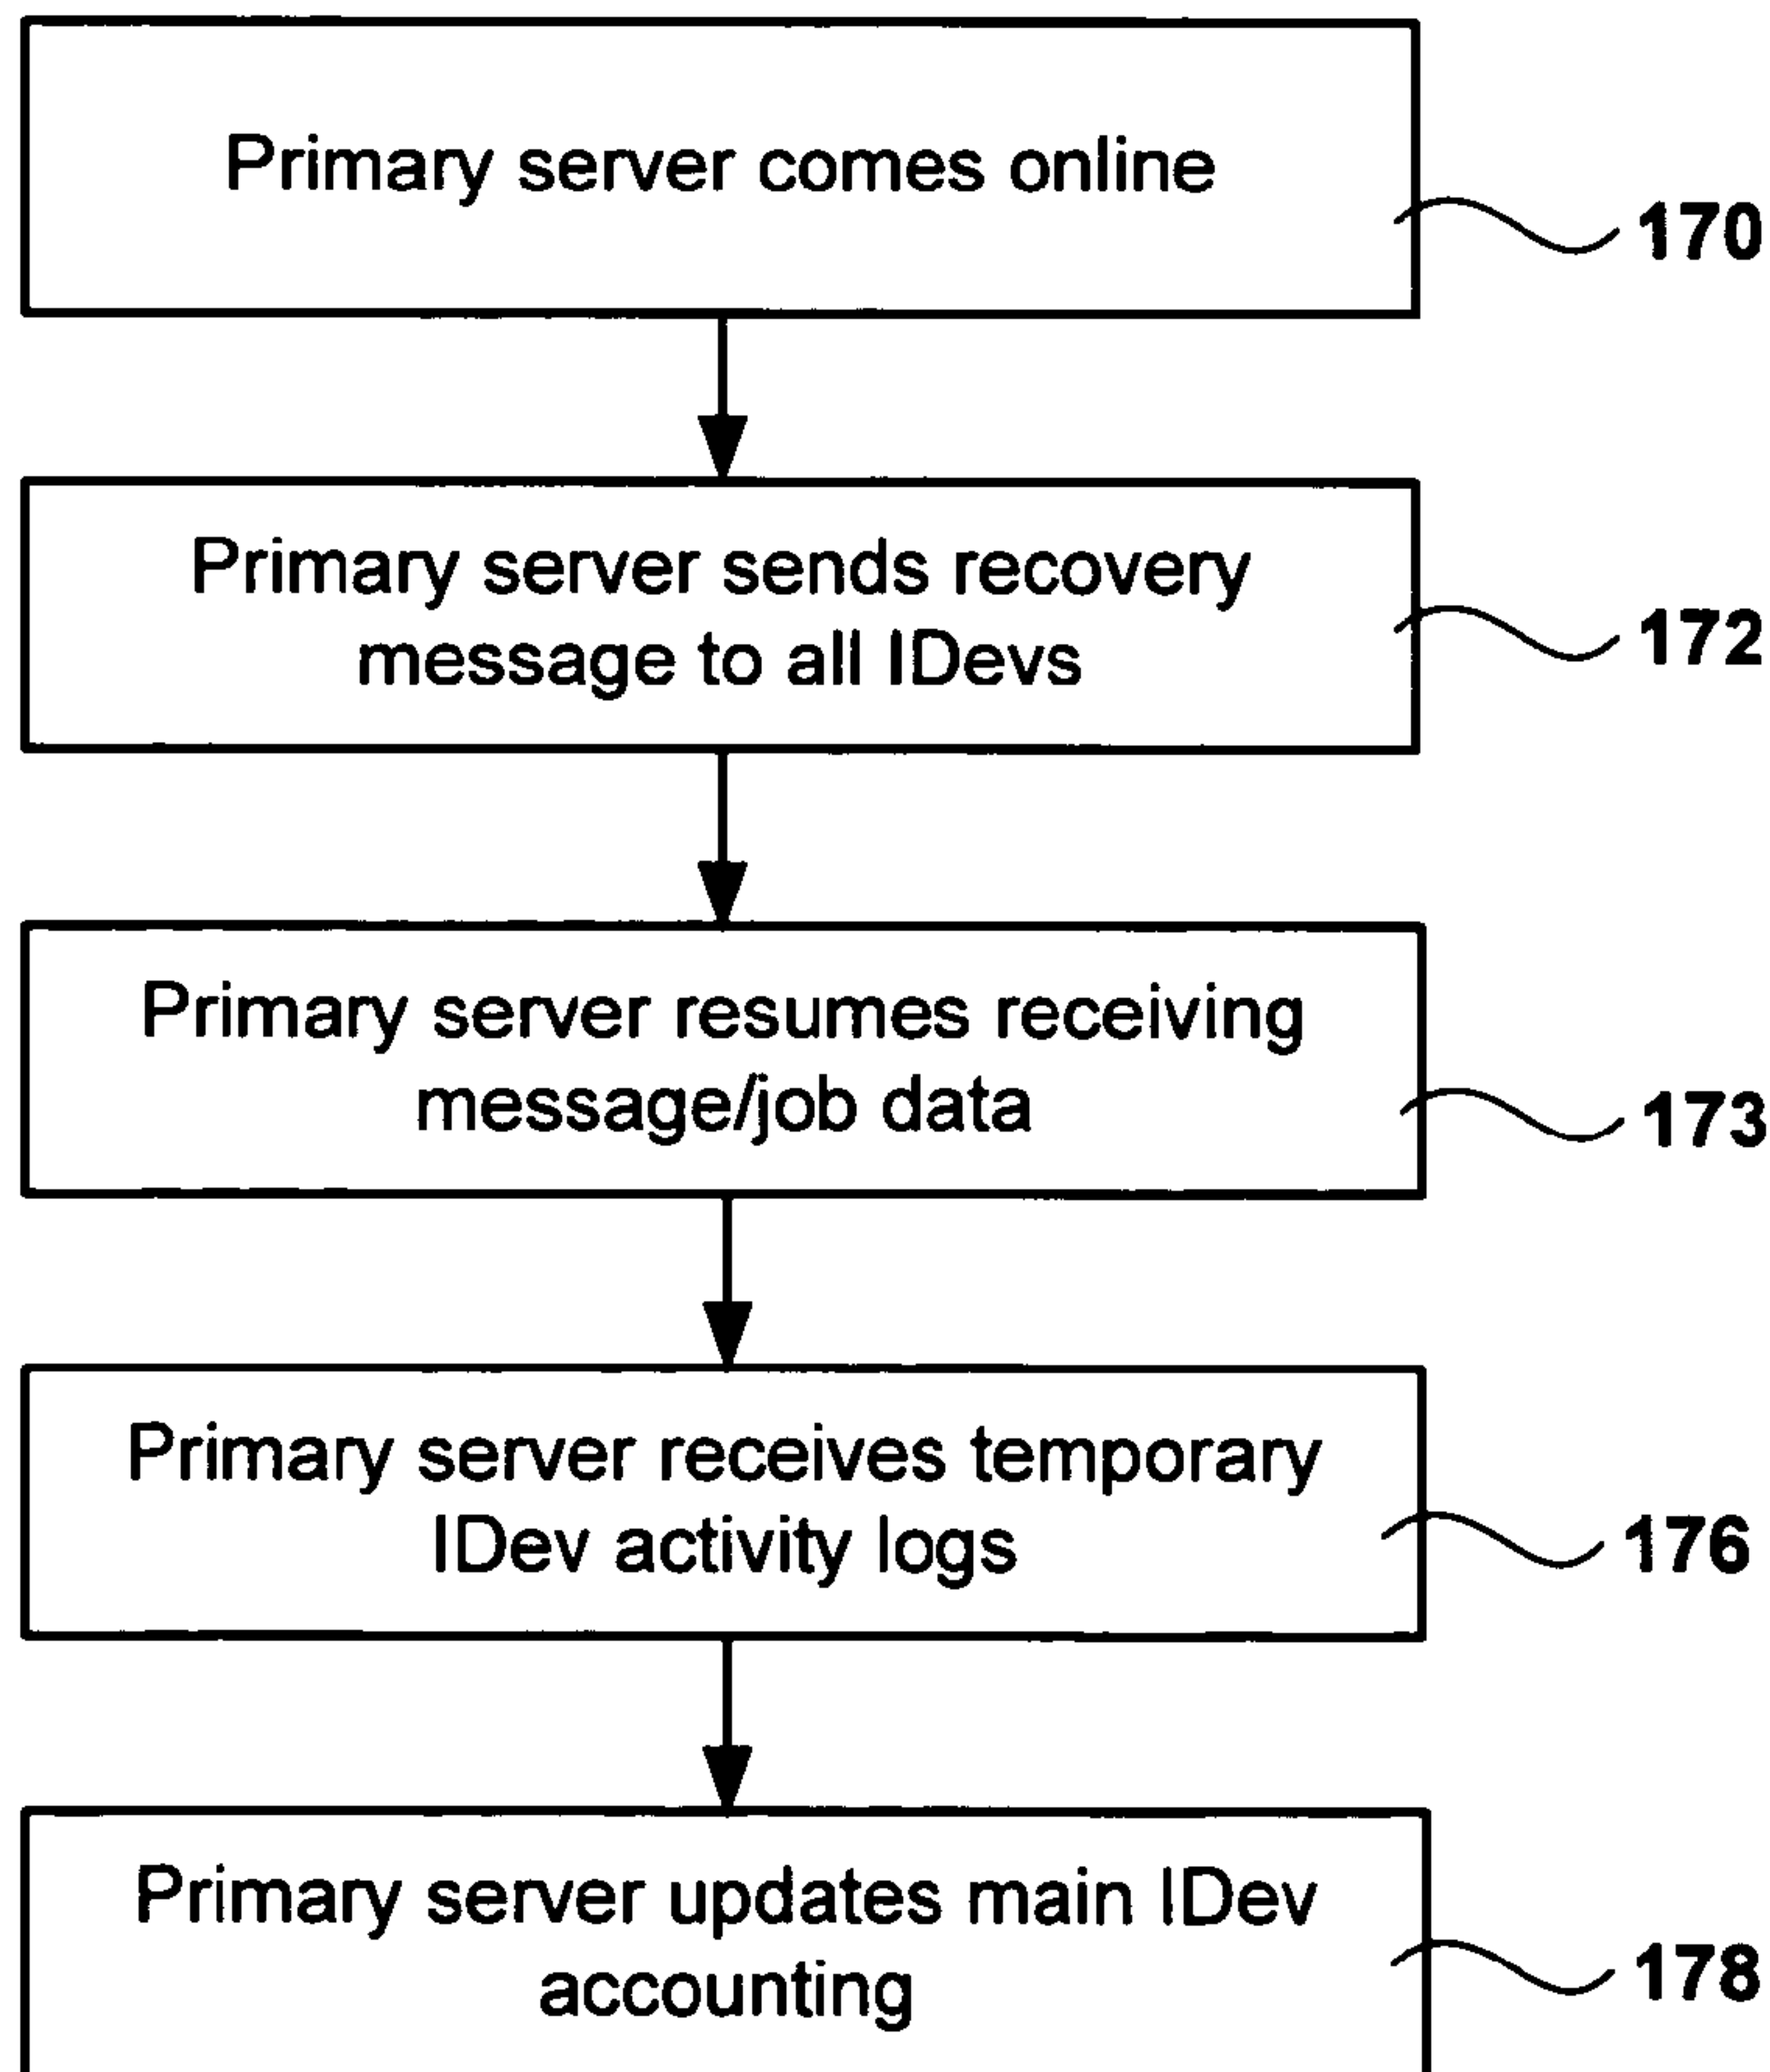 Primary server comes online
170
Primary server sends recovery
message to all IDevs
172
Primary server resumes receiving
message/job data
173
Primary server receives temporary
IDev activity logs
176
Primary server updates main IDev
accounting
178